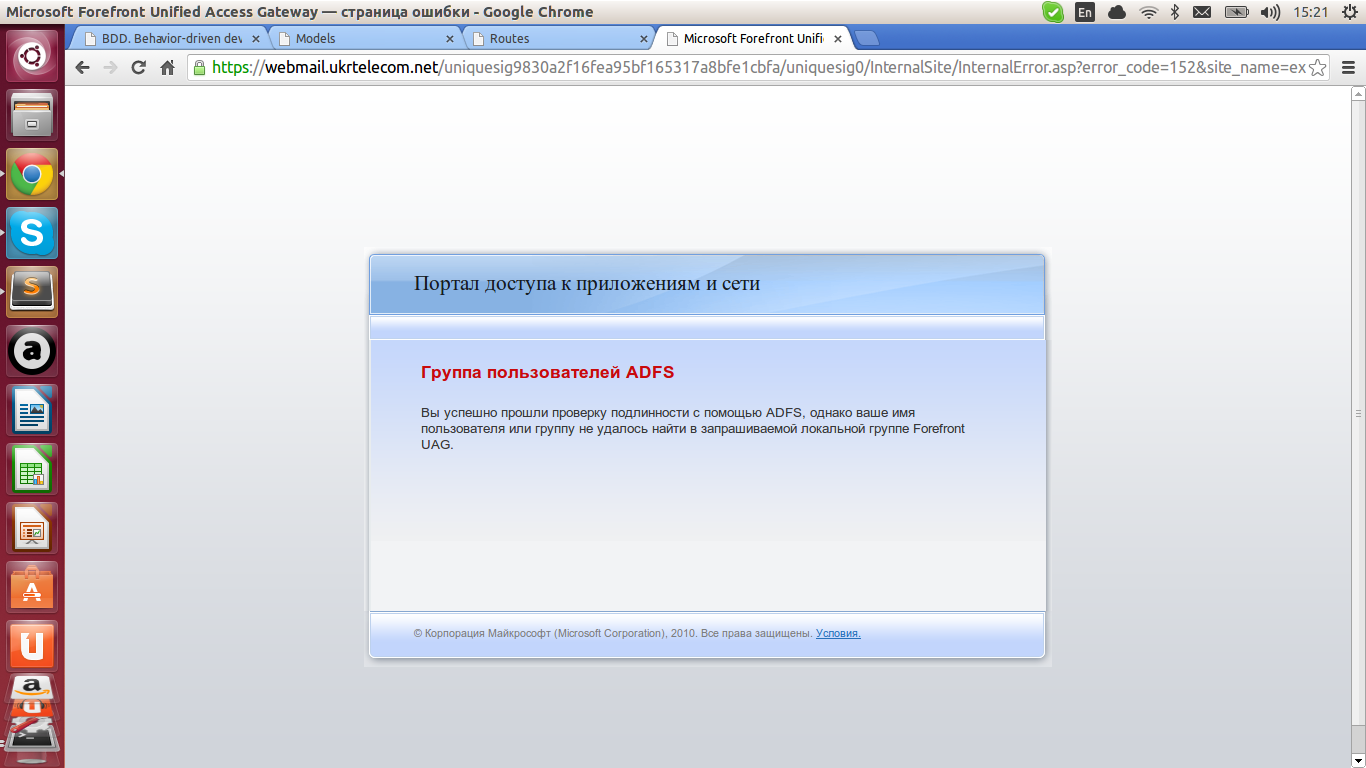 Microsoft Forefront Unified Access Gateway — страница ошибки - Google Chrome
En
15:21
BDD. Behavior-driven dev
Models
Routes
Microsoft Forefront Unifi
https://webmail.ukrtelecom.net/uniquesig9830a2f16fea95bf165317a8bfe1cbfa/uniquesig0/InternalSite/InternalError.asp?error_code=152&site_name=ex
Портал доступа к приложениям и сети
Группа пользователей ADFS
Вы успешно прошли проверку подлинности с помощью ADFS, однако ваше имя
пользователя или группу не удалось найти в запрашиваемой локальной группе Forefront
UAG.
© Корпорация Майкрософт (Microsoft Corporation), 2010. Все права защищены. Условия.